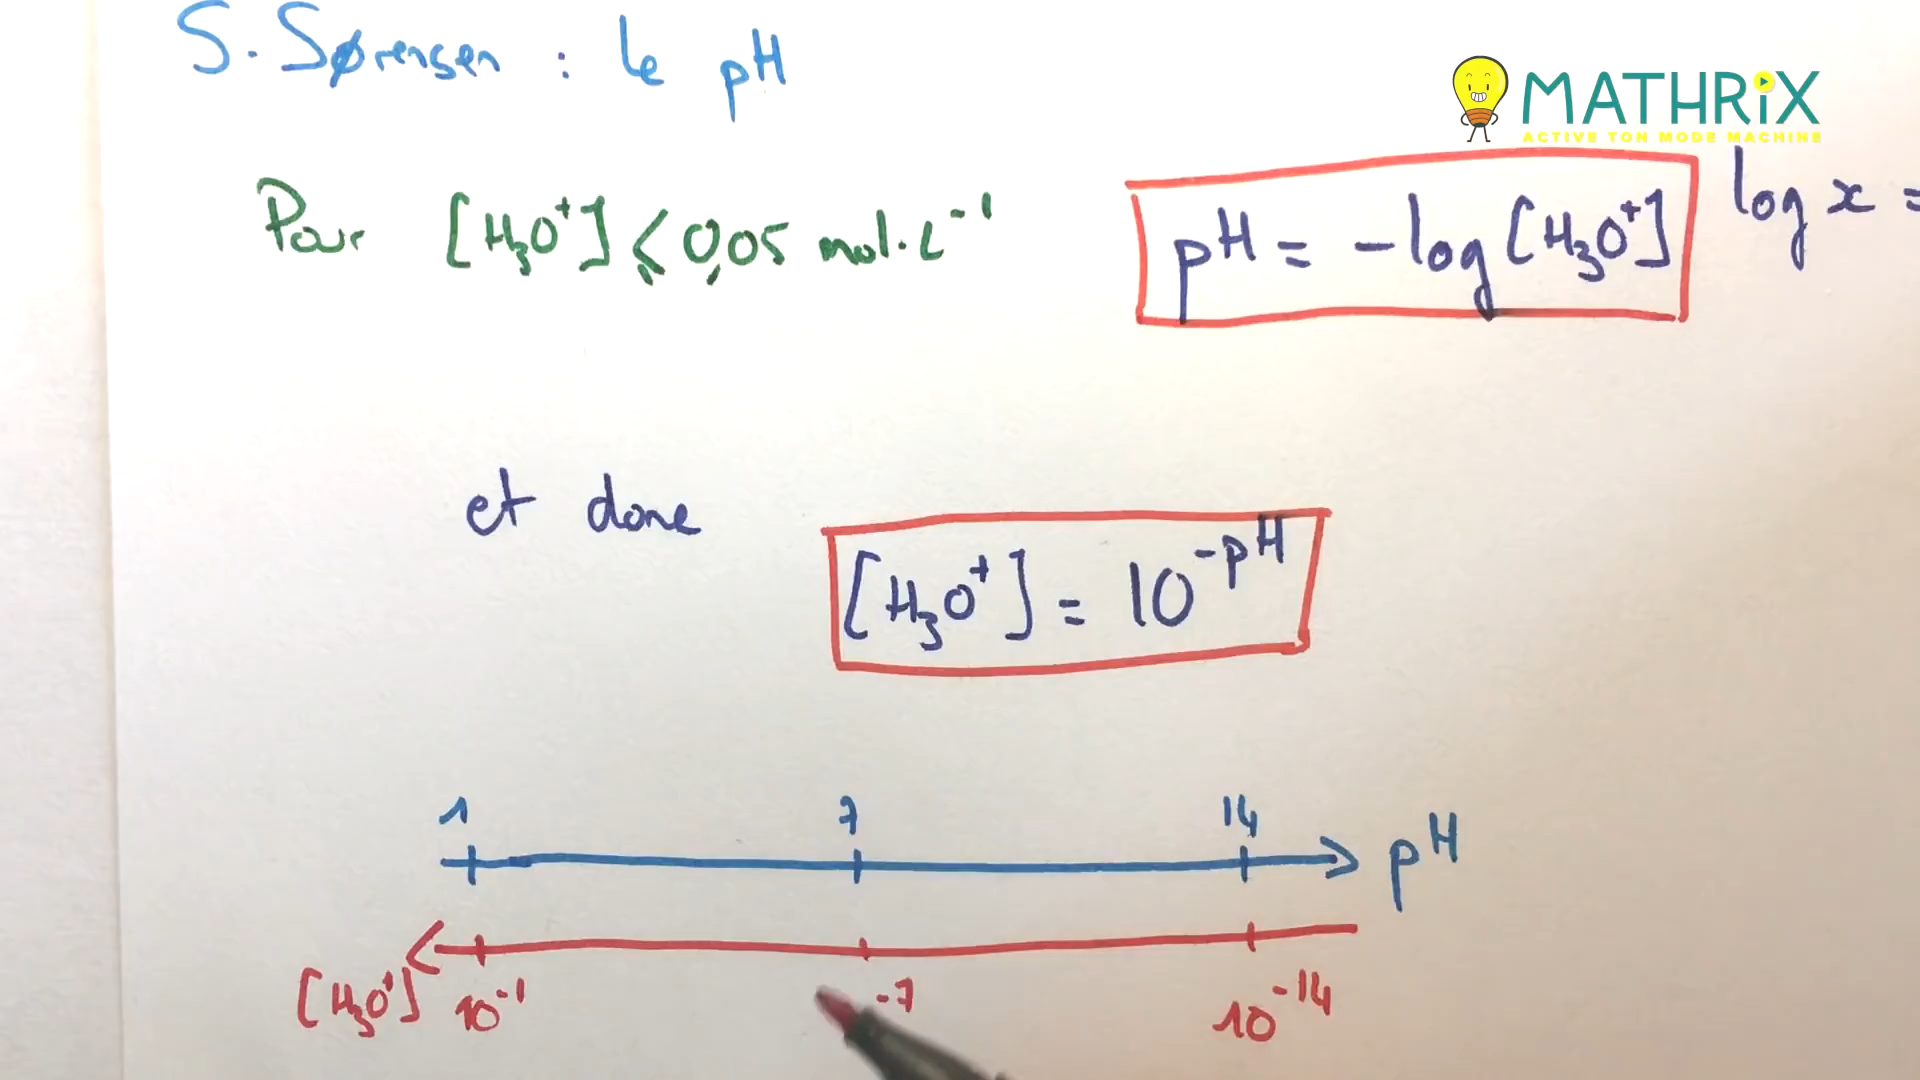 S. Sørensen : le pH
MATHRiX
ACTIVE TON MODE MACHINE
Pour [H₃O⁺] ≤ 0,05 mol·L⁻¹
pH = -log [H₃O⁺] log x =
et donc
[H₃O⁺] = 10⁻ᵖᴴ
1 7 14 pH
[H₃O⁺] 10⁻¹ ⁻⁷ 10⁻¹⁴